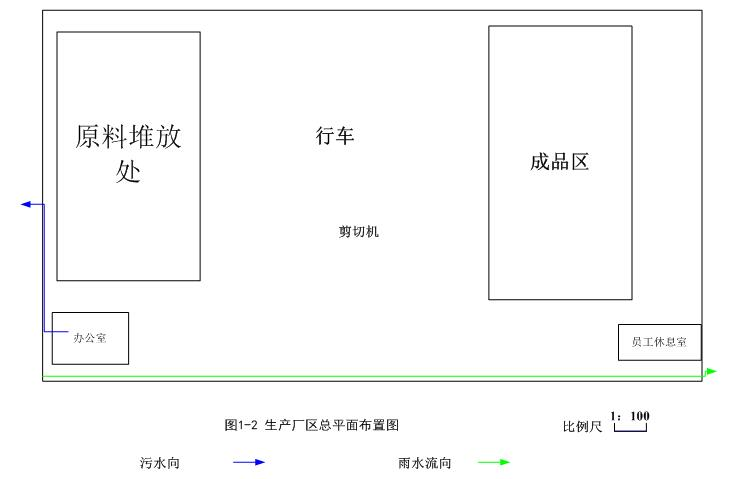 原料堆放
处
行车
成品区
剪切机
办公室
员工休息室
图1-2 生产厂区总平面布置图
比例尺 1: 100
污水向
雨水流向